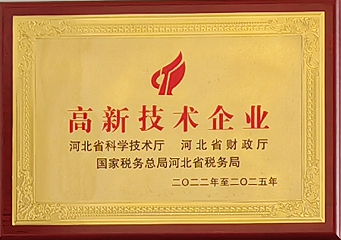 高新技术企业
河北省科学技术厅 河北省财政厅
国家税务总局河北省税务局
二〇二二年至二〇二五年